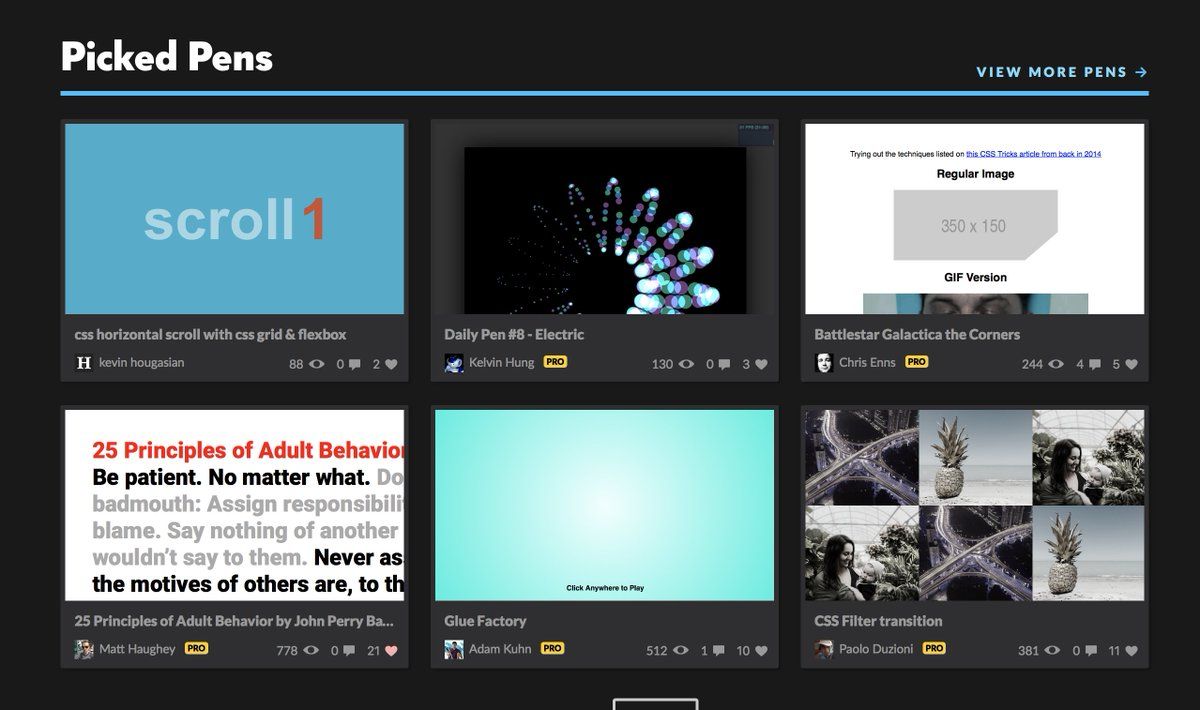 Picked Pens
VIEW MORE PENS →
scroll1
css horizontal scroll with css grid & flexbox
H kevin hougasian 88 0 2
Daily Pen #8 - Electric
Kelvin Hung PRO 130 0 3
Trying out the techniques listed on this CSS Tricks article from back in 2014
Regular Image
350 x 150
GIF Version
Battlestar Galactica the Corners
Chris Enns PRO 244 4 5
25 Principles of Adult Behavior
Be patient. No matter what. Do
badmouth: Assign responsibili
blame. Say nothing of another
wouldn't say to them. Never as
the motives of others are, to th
25 Principles of Adult Behavior by John Perry Ba...
Matt Haughey PRO 778 0 21
Click Anywhere to Play
Glue Factory
Adam Kuhn PRO 512 1 10
CSS Filter transition
Paolo Duzioni PRO 381 0 11